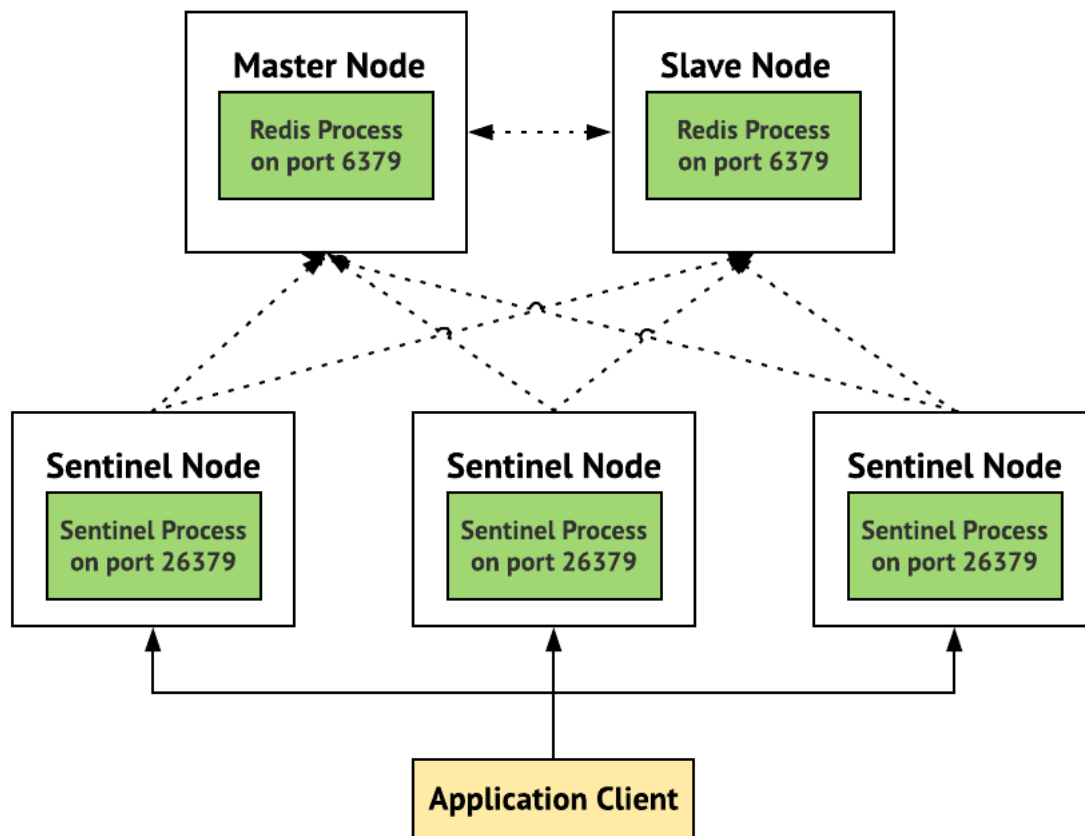 Master Node
Redis Process
on port 6379
Slave Node
Redis Process
on port 6379
Sentinel Node
Sentinel Process
on port 26379
Sentinel Node
Sentinel Process
on port 26379
Sentinel Node
Sentinel Process
on port 26379
Application Client